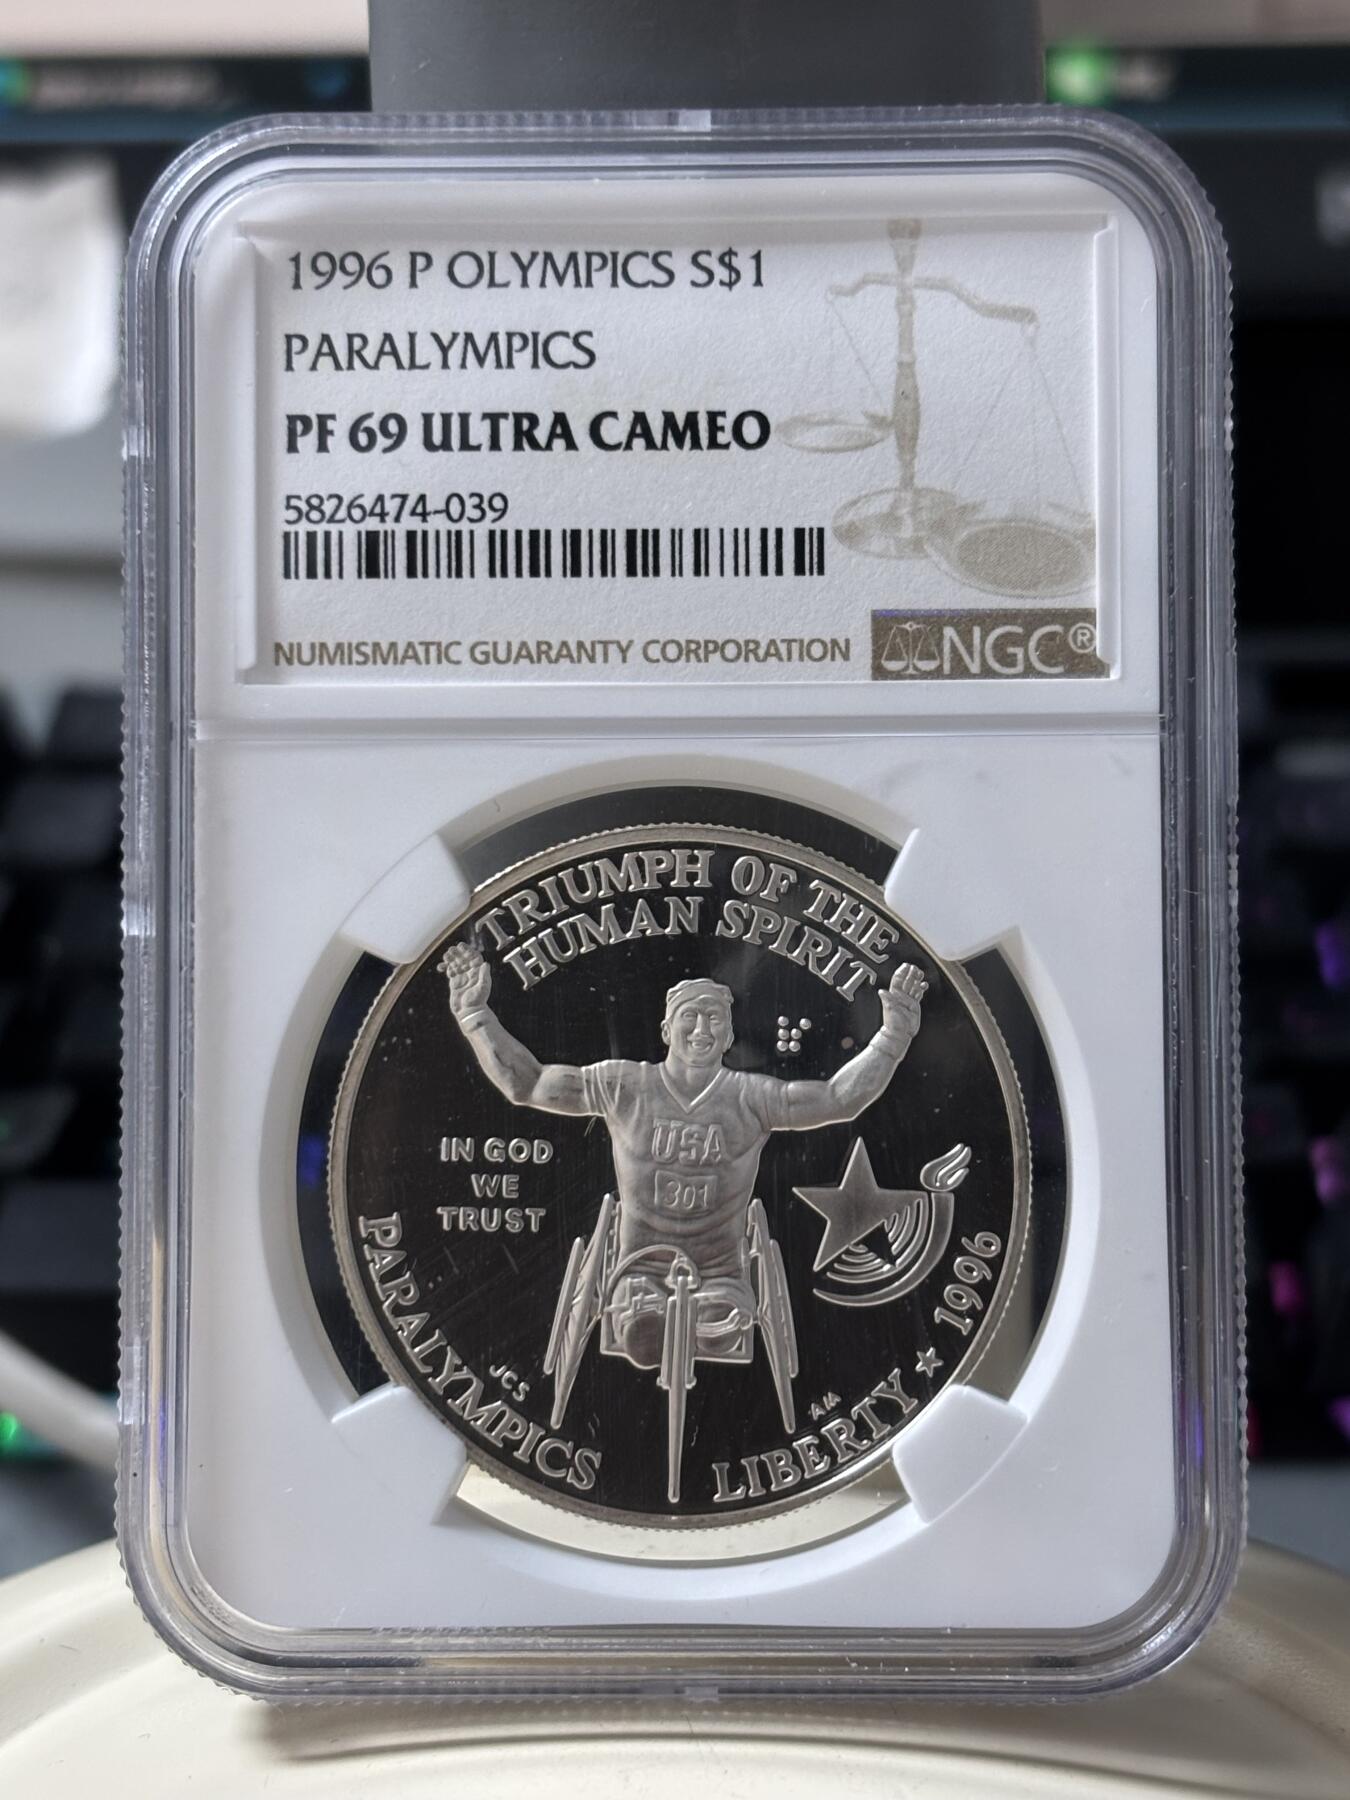 1996 P OLYMPICS S$1
PARALYMPICS
PF 69 ULTRA CAMEO
5826474-039
NUMISMATIC GUARANTY CORPORATION
NGC®
TRIUMPH OF THE
HUMAN SPIRIT
USA
301
IN GOD
WE
TRUST
PARALYMPICS
JCS
AM
LIBERTY ★ 1996